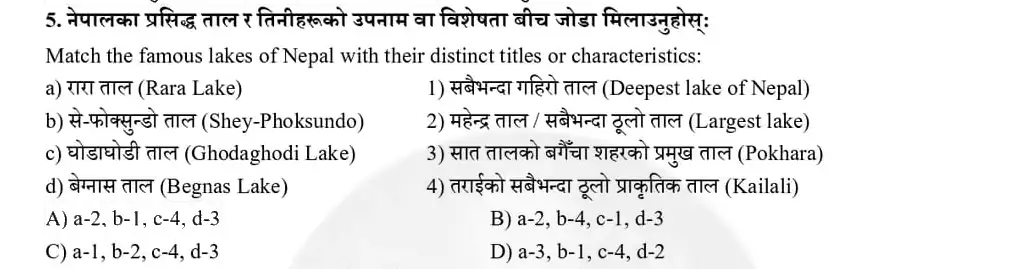 5. नेपालका प्रसिद्ध ताल र तिनीहरूको उपनाम वा विशेषता बीच जोडा मिलाउनुहोस्:
Match the famous lakes of Nepal with their distinct titles or characteristics:
a) रारा ताल (Rara Lake) 1) सबैभन्दा गहिरो ताल (Deepest lake of Nepal)
b) से-फोक्सुन्डो ताल (Shey-Phoksundo) 2) महेन्द्र ताल / सबैभन्दा ठूलो ताल (Largest lake)
c) घोडाघोडी ताल (Ghodaghodi Lake) 3) सात तालको बगैँचा शहरको प्रमुख ताल (Pokhara)
d) बेग्नास ताल (Begnas Lake) 4) तराईको सबैभन्दा ठूलो प्राकृतिक ताल (Kailali)
A) a-2, b-1, c-4, d-3 B) a-2, b-4, c-1, d-3
C) a-1, b-2, c-4, d-3 D) a-3, b-1, c-4, d-2